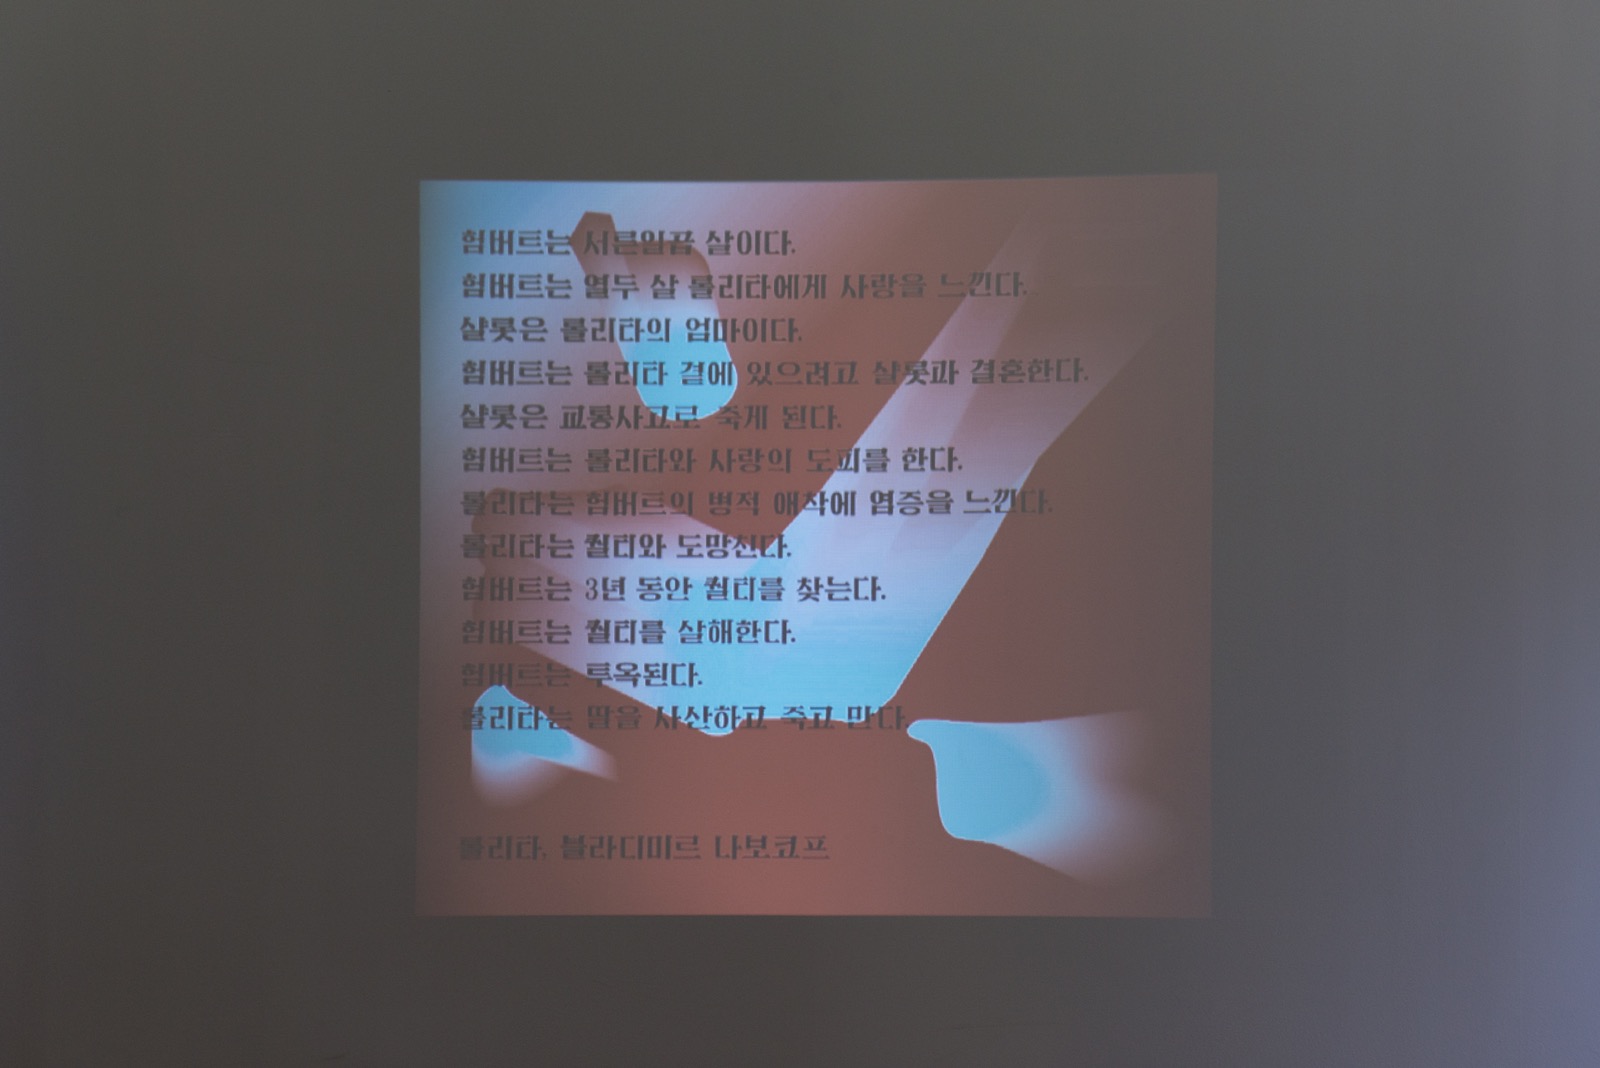 험버트는 서른일곱 살이다.
험버트는 열두 살 롤리타에게 사랑을 느낀다.
샬롯은 롤리타의 엄마이다.
험버트는 롤리타 곁에 있으려고 샬롯과 결혼한다.
샬롯은 교통사고로 죽게 된다.
험버트는 롤리타와 사랑의 도피를 한다.
롤리타는 험버트의 병적 애착에 염증을 느낀다.
롤리타는 퀼티와 도망친다.
험버트는 3년 동안 퀼티를 찾는다.
험버트는 퀼티를 살해한다.
험버트는 투옥된다.
롤리타는 딸을 사산하고 죽고 만다.
롤리타, 블라디미르 나보코프